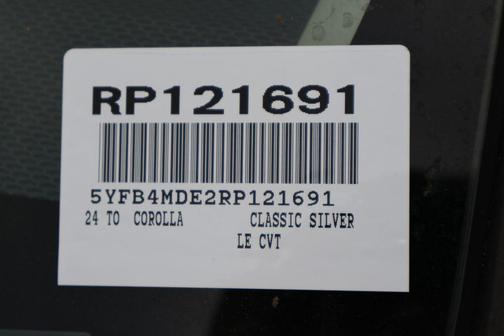 RP121691
5YFB4MDE2RP121691
24 TO COROLLA CLASSIC SILVER
LE CVT